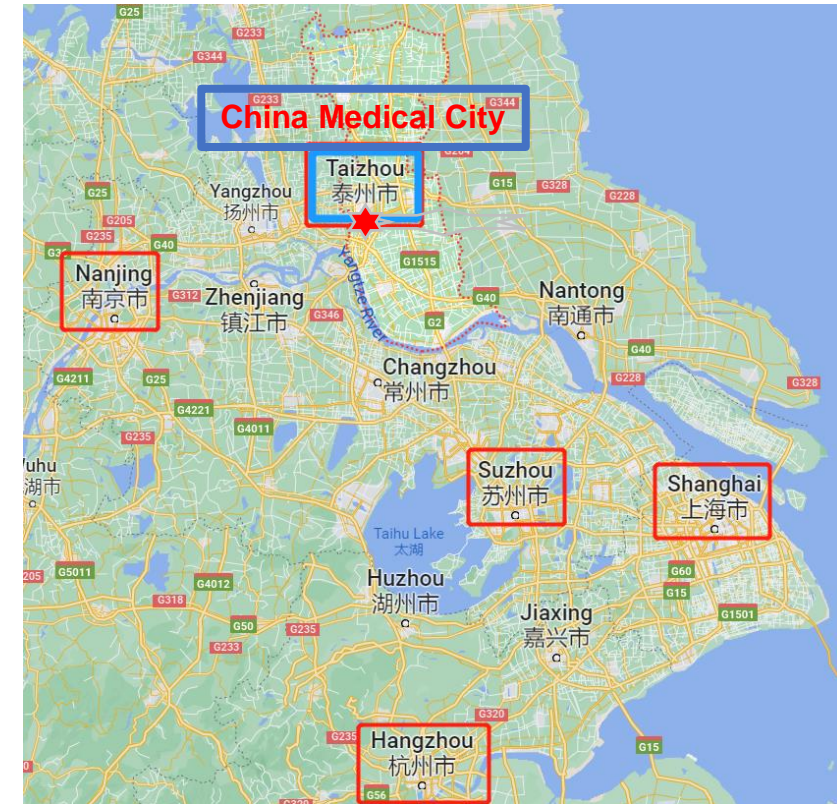 G25
G233
G344
G233
China Medical City
G344
G204
Taizhou
泰州市
G15
G328
G228
G25
Yangzhou
扬州市
G205
G235
G40
Nanjing
南京市
G1515
Yangtze River
G312
Zhenjiang
镇江市
G346
G40
Nantong
南通市
G2
G40
Changzhou
常州市
G4211
G25
G228
G328
G4221
G4011
G235
uhu
湖市
Suzhou
苏州市
Shanghai
上海市
Taihu Lake
太湖
G5011
G4012
Huzhou
湖州市
G60
G318
G15
G50
G235
Jiaxing
嘉兴市
G1501
G233
G320
G235
Hangzhou
杭州市
G15
G56